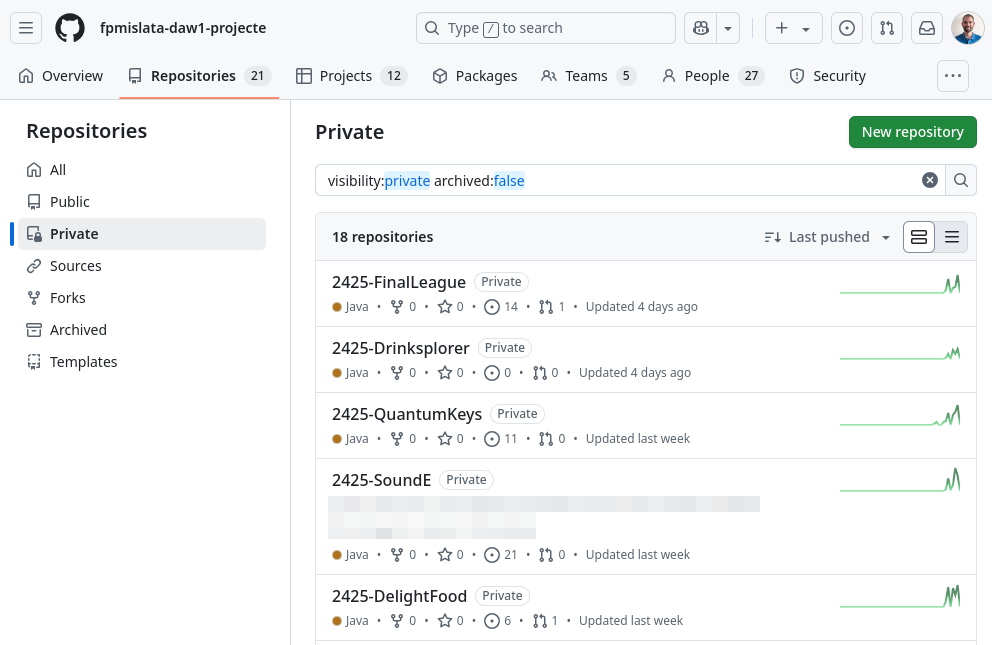 fpmislata-daw1-projecte
Type / to search
Overview Repositories 21 Projects 12 Packages Teams 5 People 27 Security
Repositories
All
Public
Private
Sources
Forks
Archived
Templates
Private
New repository
visibility:private archived:false
18 repositories Last pushed
2425-FinalLeague Private
Java • 0 • 0 • 14 • 1 • Updated 4 days ago
2425-Drinksplorer Private
Java • 0 • 0 • 0 • 0 • Updated 4 days ago
2425-QuantumKeys Private
Java • 0 • 0 • 11 • 0 • Updated last week
2425-SoundE Private
Java • 0 • 0 • 21 • 0 • Updated last week
2425-DelightFood Private
Java • 0 • 0 • 6 • 1 • Updated last week